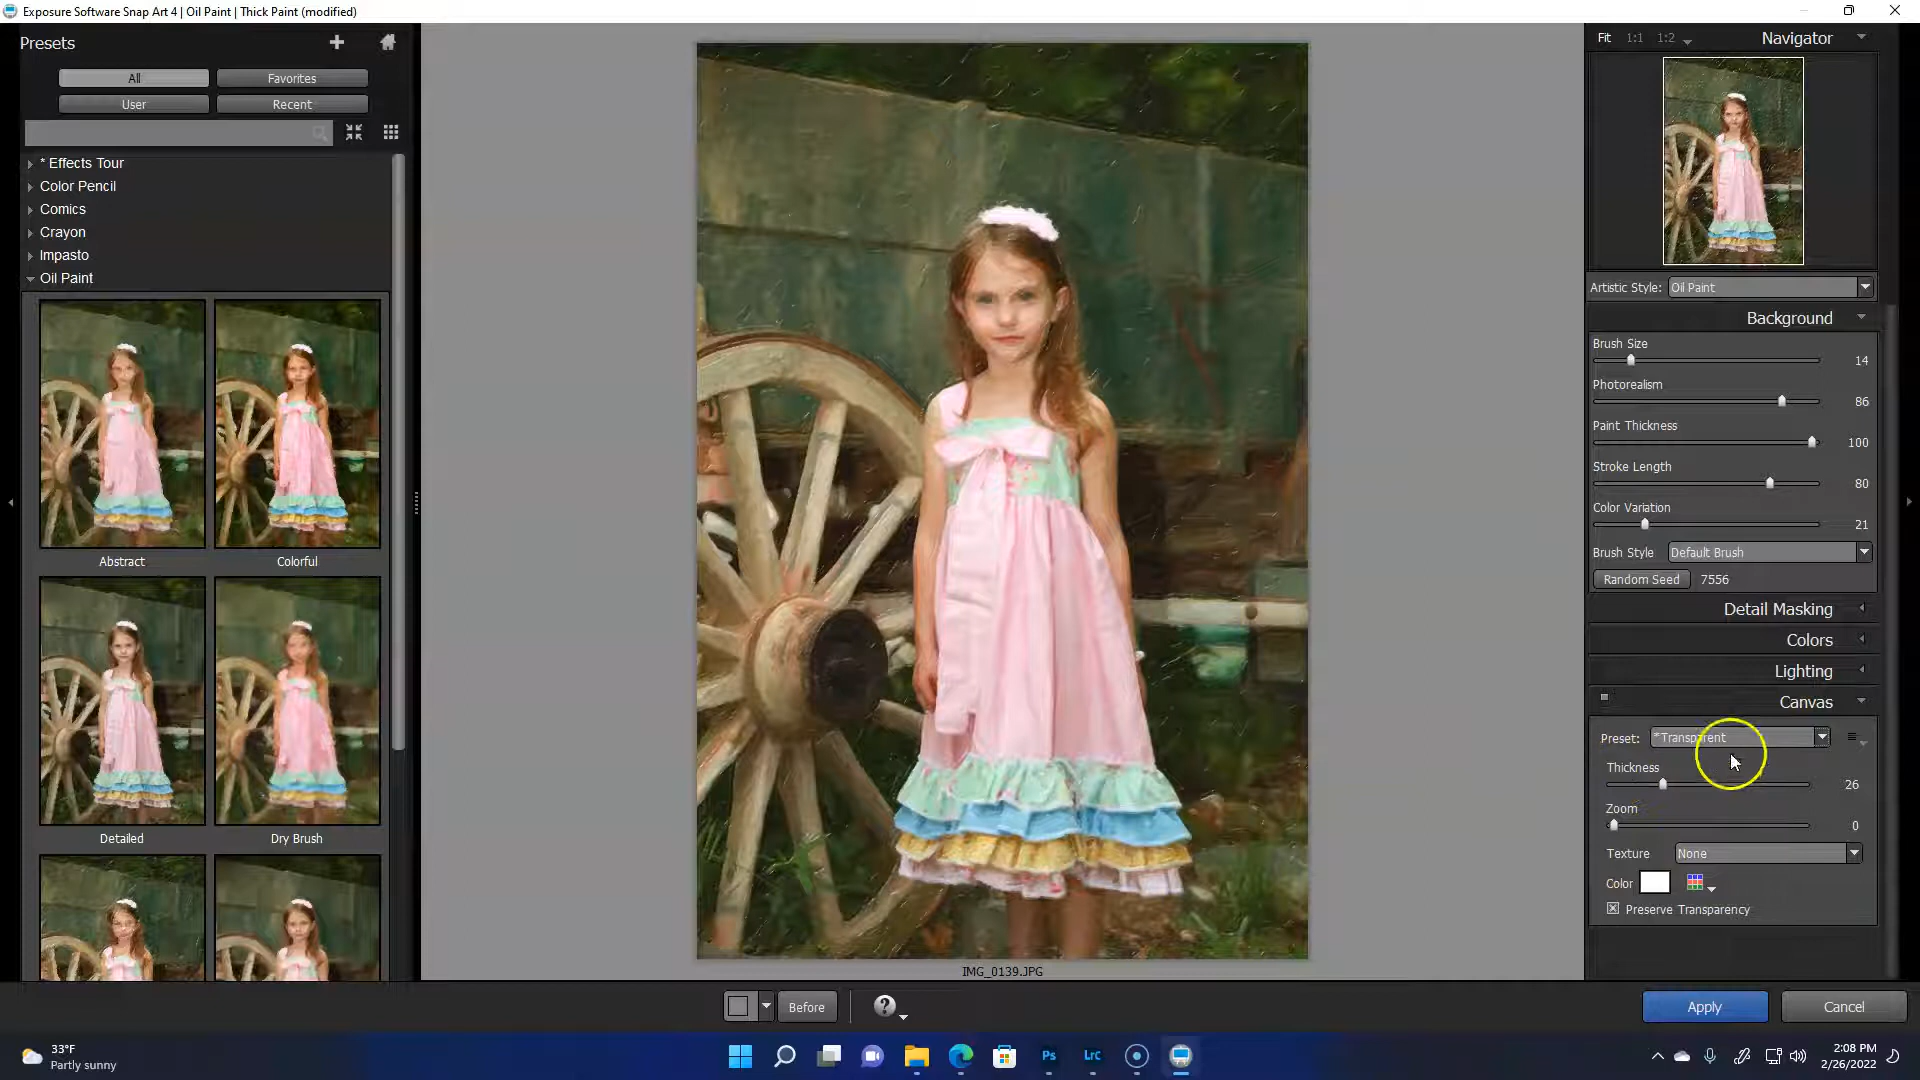 Exposure Software Snap Art 4 | Oil Paint | Thick Paint (modified)
Presets
All
Favorites
User
Recent
* Effects Tour
Color Pencil
Comics
Crayon
Impasto
Oil Paint
Abstract
Colorful
Detailed
Dry Brush
IMG_0139.JPG
Before
?
Fit 1:1 1:2
Navigator
Artistic Style: Oil Paint
Background
Brush Size
14
Photorealism
86
Paint Thickness
100
Stroke Length
80
Color Variation
21
Brush Style Default Brush
Random Seed 7556
Detail Masking
Colors
Lighting
Canvas
Preset: *Transparent
Thickness
26
Zoom
0
Texture None
Color
Preserve Transparency
Apply
Cancel
33°F
Partly sunny
Ps
LrC
2:08 PM
2/26/2022